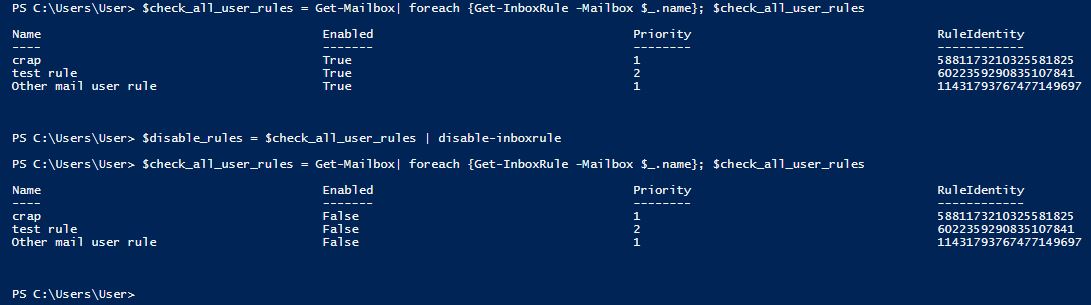 PS C:\Users\User> $check_all_user_rules = Get-Mailbox| foreach {Get-InboxRule -Mailbox $_.name}; $check_all_user_rules
Name Enabled Priority RuleIdentity
---- ------- -------- ------------
crap True 1 5881173210325581825
test rule True 2 6022359290835107841
Other mail user rule True 1 11431793767477149697
PS C:\Users\User> $disable_rules = $check_all_user_rules | disable-inboxrule
PS C:\Users\User> $check_all_user_rules = Get-Mailbox| foreach {Get-InboxRule -Mailbox $_.name}; $check_all_user_rules
Name Enabled Priority RuleIdentity
---- ------- -------- ------------
crap False 1 5881173210325581825
test rule False 2 6022359290835107841
Other mail user rule False 1 11431793767477149697
PS C:\Users\User>